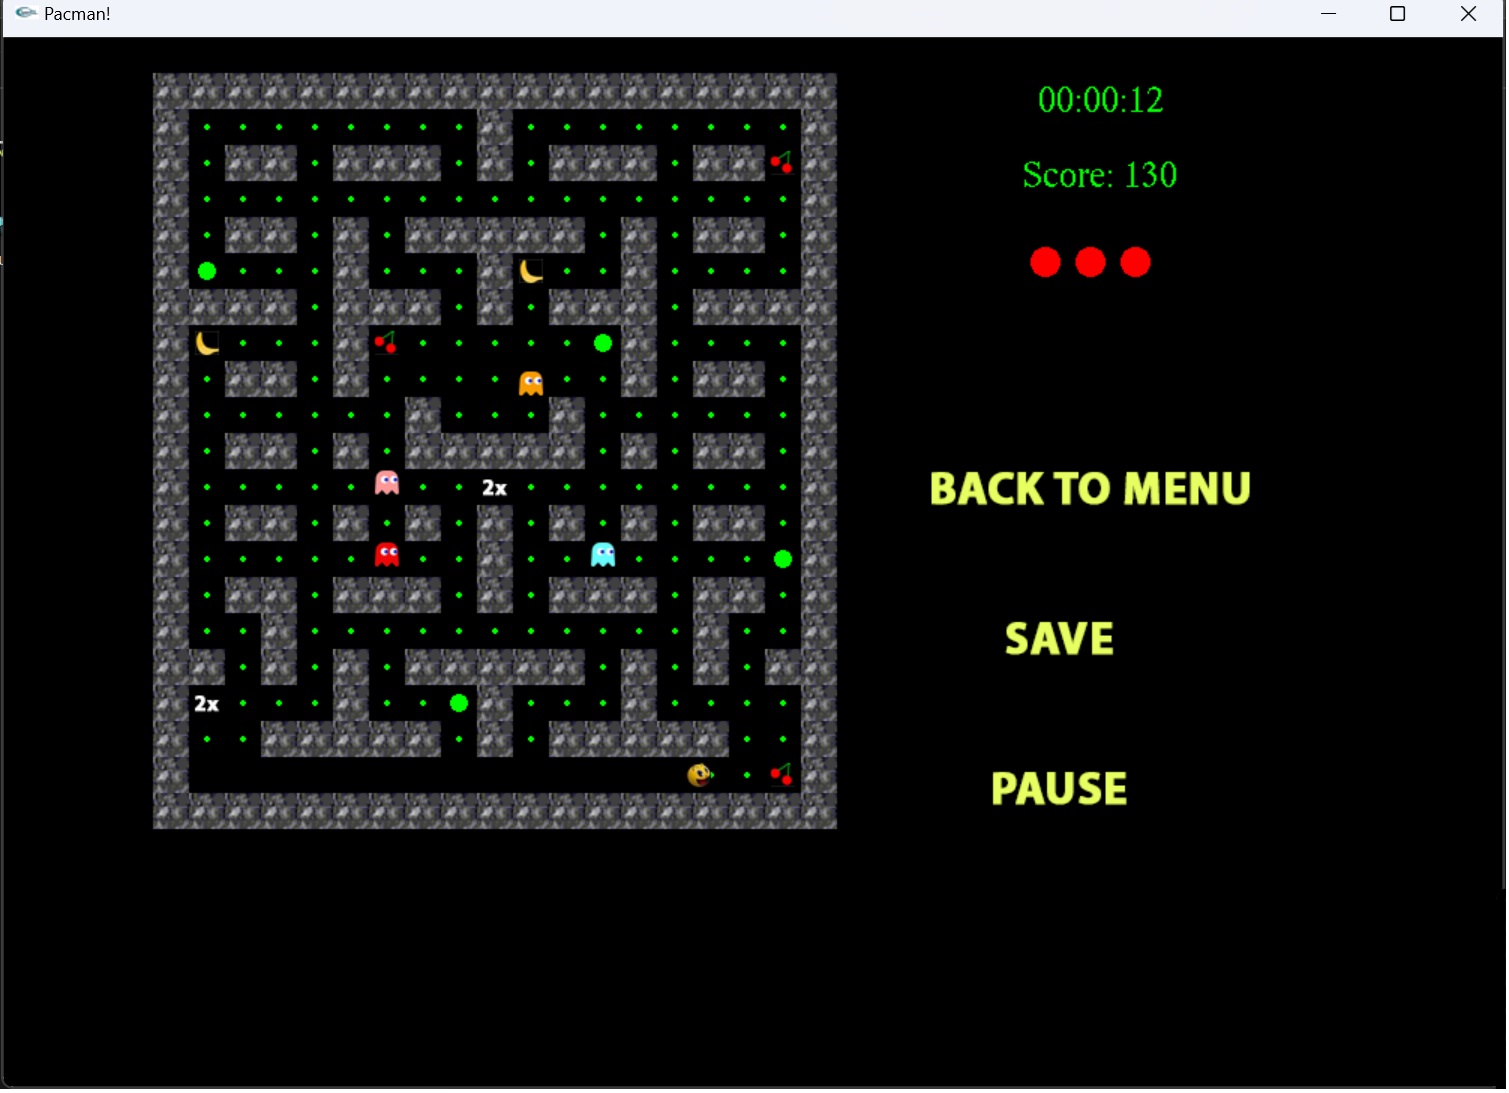 Pacman!
00:00:12
Score: 130
2x
BACK TO MENU
SAVE
2x
PAUSE